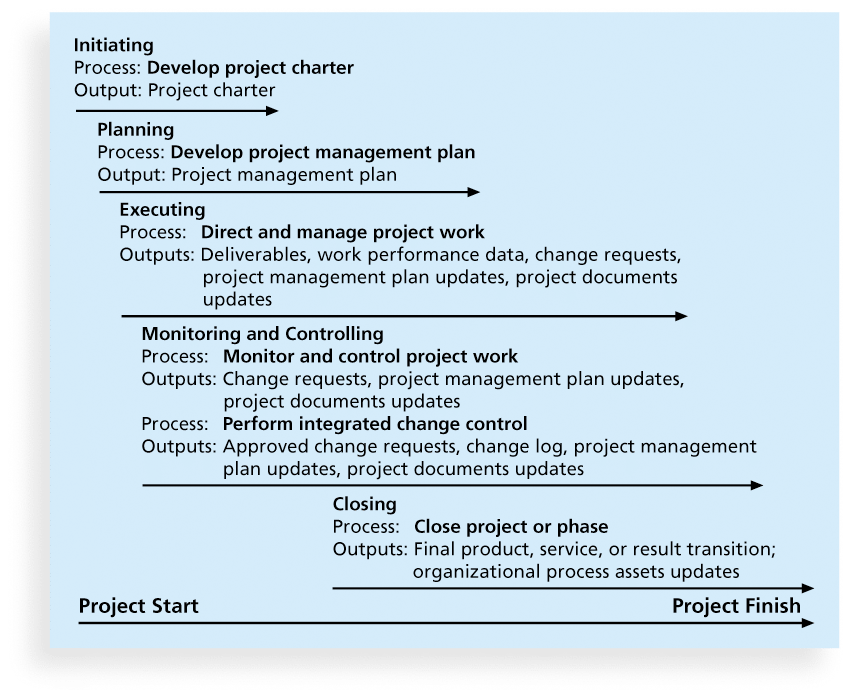 Initiating
Process: Develop project charter
Output: Project charter
Planning
Process: Develop project management plan
Output: Project management plan
Executing
Process: Direct and manage project work
Outputs: Deliverables, work performance data, change requests,
project management plan updates, project documents
updates
Monitoring and Controlling
Process: Monitor and control project work
Outputs: Change requests, project management plan updates,
project documents updates
Process: Perform integrated change control
Outputs: Approved change requests, change log, project management
plan updates, project documents updates
Closing
Process: Close project or phase
Outputs: Final product, service, or result transition;
organizational process assets updates
Project Start Project Finish